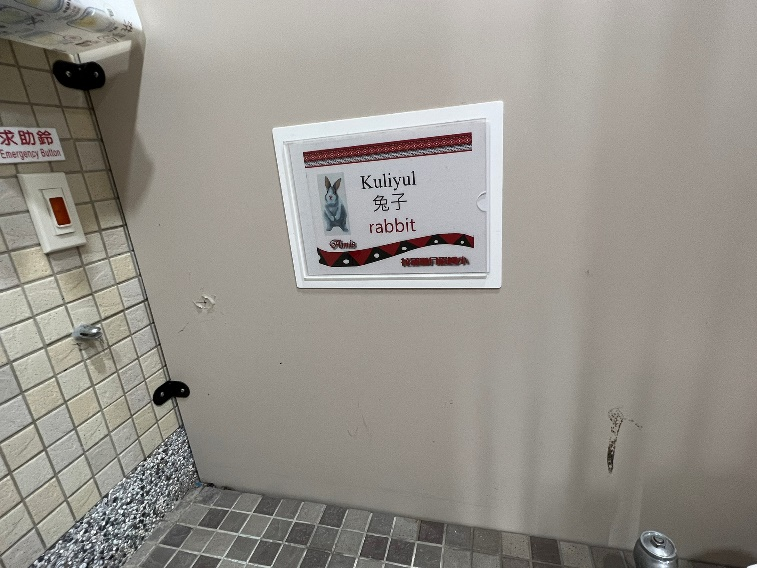 求助鈴
Emergency Button
Kuliyul
兔子
rabbit
Amis